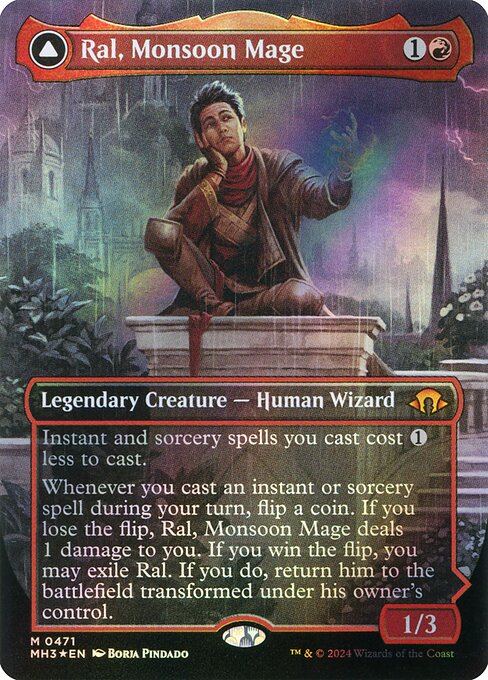 Ral, Monsoon Mage 1
Legendary Creature — Human Wizard
Instant and sorcery spells you cast cost 1
less to cast.
Whenever you cast an instant or sorcery
spell during your turn, flip a coin. If you
lose the flip, Ral, Monsoon Mage deals
1 damage to you. If you win the flip, you
may exile Ral. If you do, return him to the
battlefield transformed under his owner's
control.
1/3
M 0471
MH3★EN Borja Pindado
™ & © 2024 Wizards of the Coast